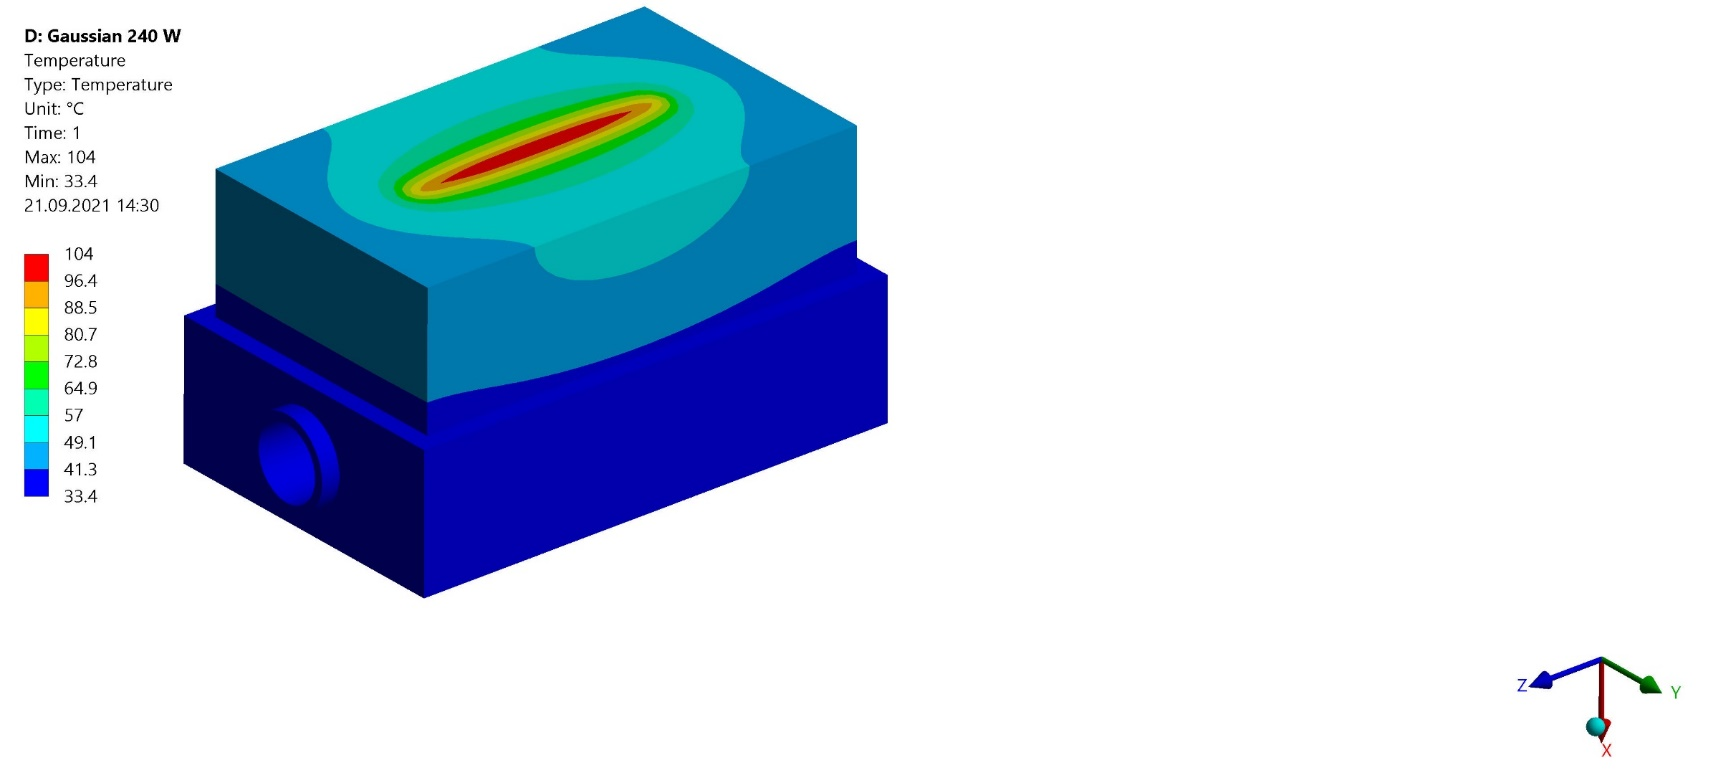 D: Gaussian 240 W
Temperature
Type: Temperature
Unit: °C
Time: 1
Max: 104
Min: 33.4
21.09.2021 14:30
104
96.4
88.5
80.7
72.8
64.9
57
49.1
41.3
33.4
Z
Y
X